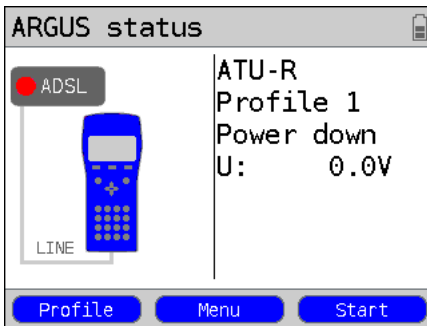 ARGUS status
ADSL
LINE
ATU-R
Profile 1
Power down
U: 0.0V
Profile Menu Start